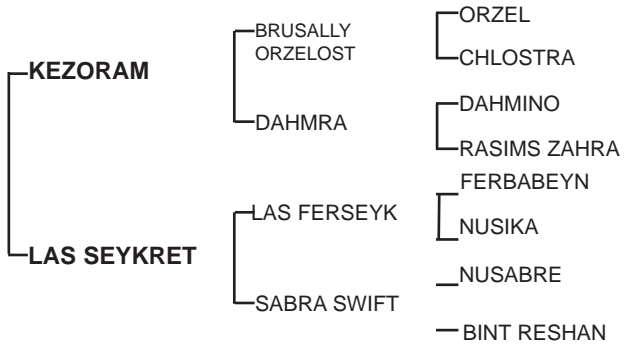 KEZORAM
BRUSALLY
ORZELOST
ORZEL
CHLOSTRA
DAHMRA
DAHMINO
RASIMS ZAHRA
LAS SEYKRET
LAS FERSEYK
FERBABEYN
NUSIKA
SABRA SWIFT
NUSABRE
BINT RESHAN